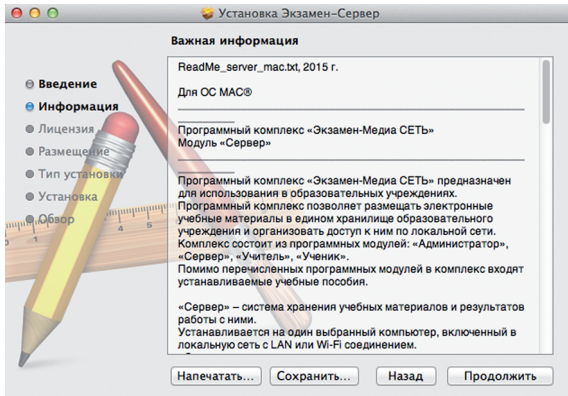 Установка Экзамен-Сервер
Важная информация
Введение
Информация
Лицензия
Размещение
Тип установки
Установка
Обзор
ReadMe_server_mac.txt, 2015 г.
Для ОС MAC®
Программный комплекс «Экзамен-Медиа СЕТЬ»
Модуль «Сервер»
Программный комплекс «Экзамен-Медиа СЕТЬ» предназначен
для использования в образовательных учреждениях.
Программный комплекс позволяет размещать электронные
учебные материалы в едином хранилище образовательного
учреждения и организовать доступ к ним по локальной сети.
Комплекс состоит из программных модулей: «Администратор»,
«Сервер», «Учитель», «Ученик».
Помимо перечисленных программных модулей в комплекс входят
устанавливаемые учебные пособия.
«Сервер» – система хранения учебных материалов и результатов
работы с ними.
Устанавливается на один выбранный компьютер, включенный в
локальную сеть с LAN или Wi-Fi соединением.
Напечатать...
Сохранить...
Назад
Продолжить